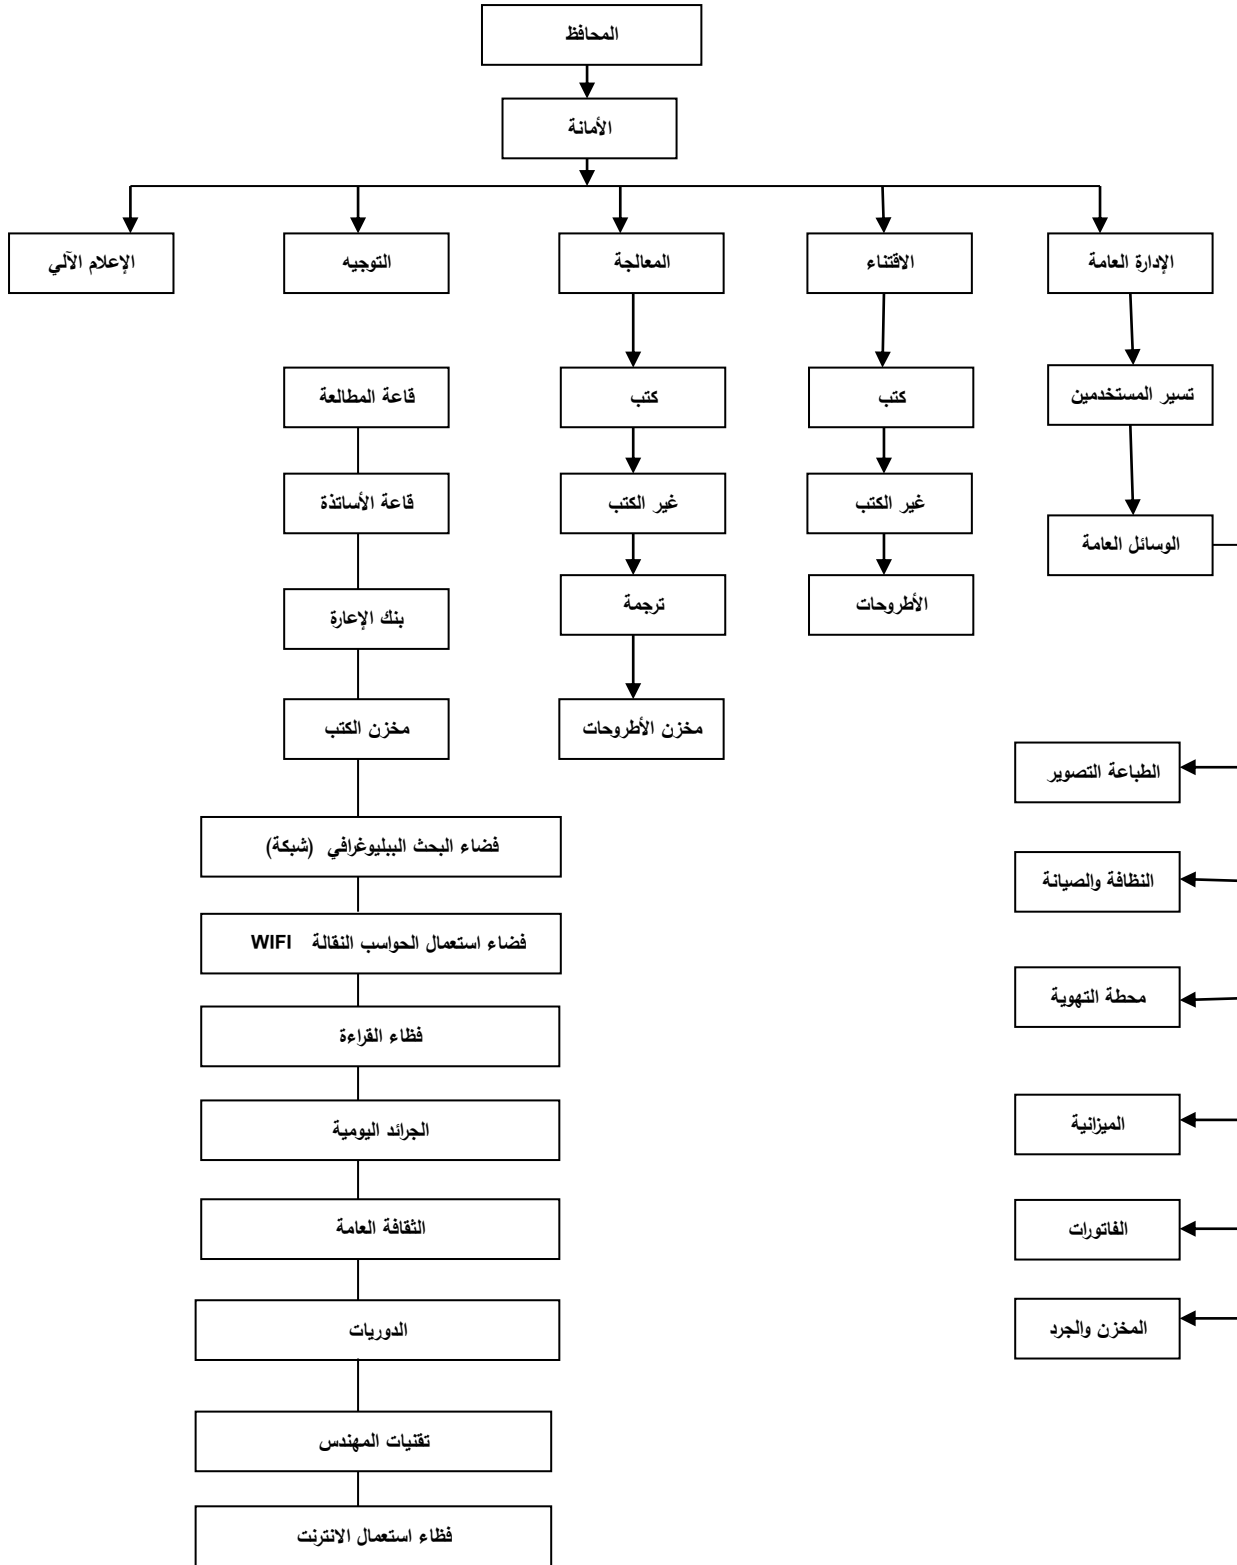 المحافظ
الأمانة
الإدارة العامة
الاقتناء
المعالجة
التوجيه
الإعلام الآلي
تسير المستخدمين
كتب
كتب
قاعة المطالعة
الوسائل العامة
غير الكتب
غير الكتب
قاعة الأساتذة
الأطروحات
ترجمة
بنك الإعارة
مخزن الأطروحات
مخزن الكتب
الطباعة التصوير
فضاء البحث الببليوغرافي (شبكة)
النظافة والصيانة
فضاء استعمال الحواسب النقالة WIFI
محطة التهوية
فظاء القراءة
الميزانية
الجرائد اليومية
الفاتورات
الثقافة العامة
المخزن والجرد
الدوريات
تقنيات المهندس
فظاء استعمال الانترنت